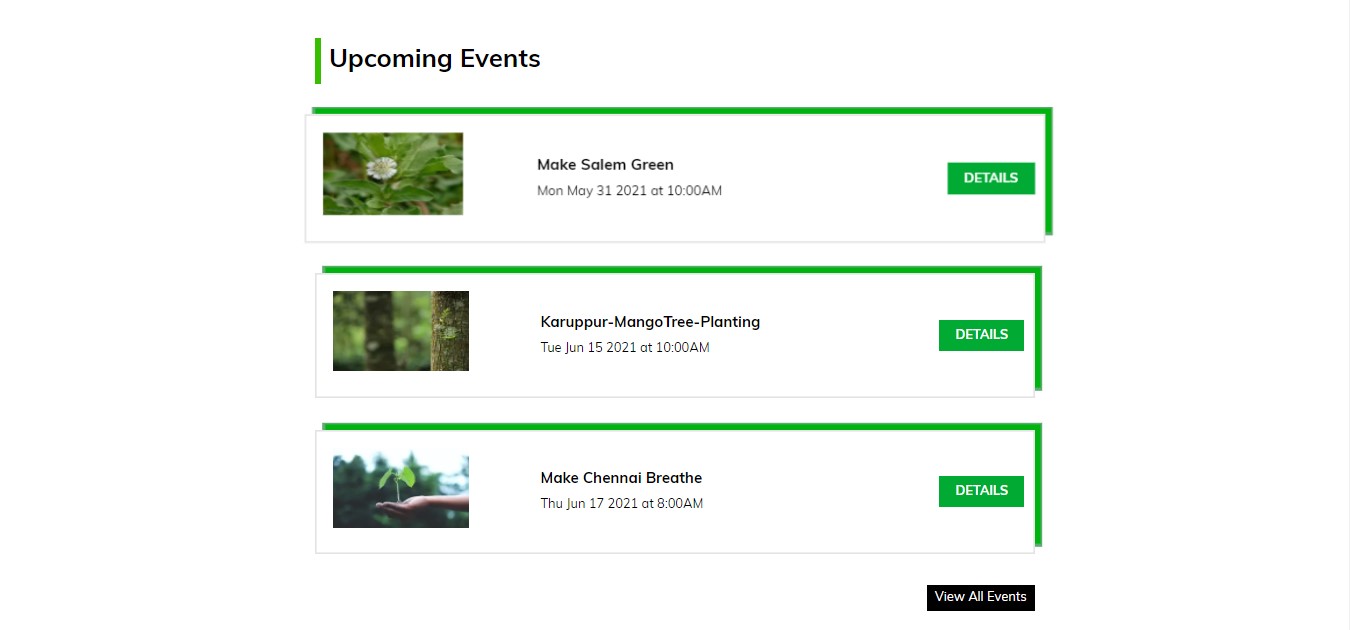 Upcoming Events
Make Salem Green
Mon May 31 2021 at 10:00AM
DETAILS
Karuppur-MangoTree-Planting
Tue Jun 15 2021 at 10:00AM
DETAILS
Make Chennai Breathe
Thu Jun 17 2021 at 8:00AM
DETAILS
View All Events